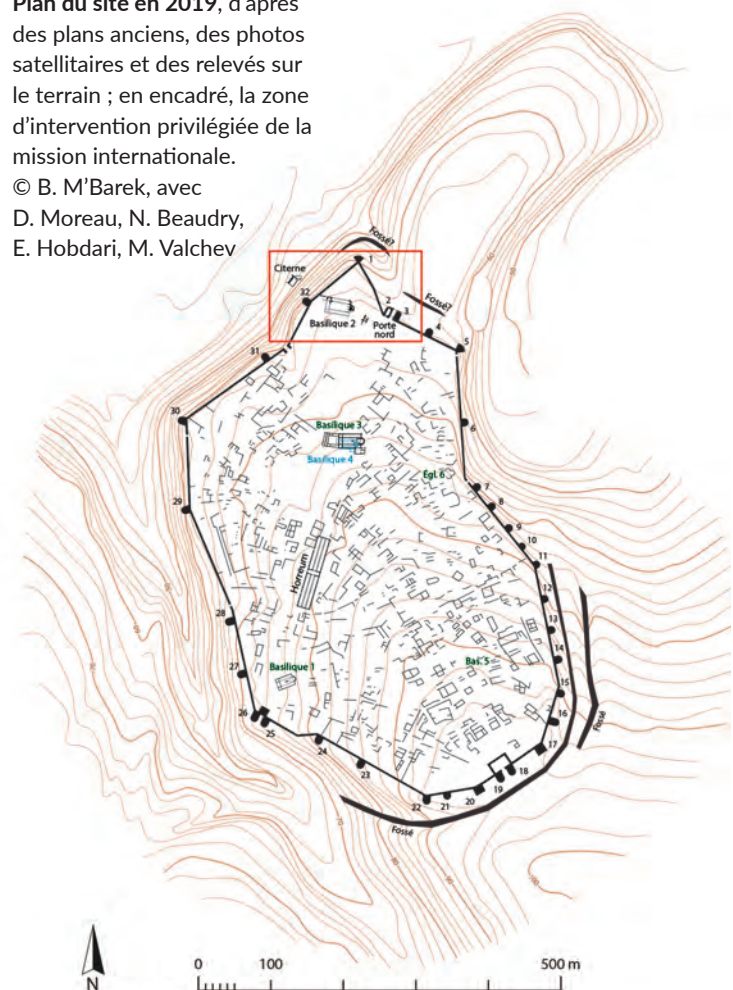 Plan du site en 2019, d'après
des plans anciens, des photos
satellitaires et des relevés sur
le terrain ; en encadré, la zone
d'intervention privilégiée de la
mission internationale.
© B. M'Barek, avec
D. Moreau, N. Beaudry,
E. Hobdari, M. Valchev
Fossé?
1
Citerne
32
Basilique 2
2
3
Porte
nord
Fossé?
4
5
31
30
6
Basilique 3
Basilique 4
Égl. 6
7
8
9
10
11
29
Horreum
12
13
14
15
16
28
27
Basilique 1
Bas. 5
26
25
24
23
22
21
20
19
18
17
Fossé
Fossé
N
0
100
500 m